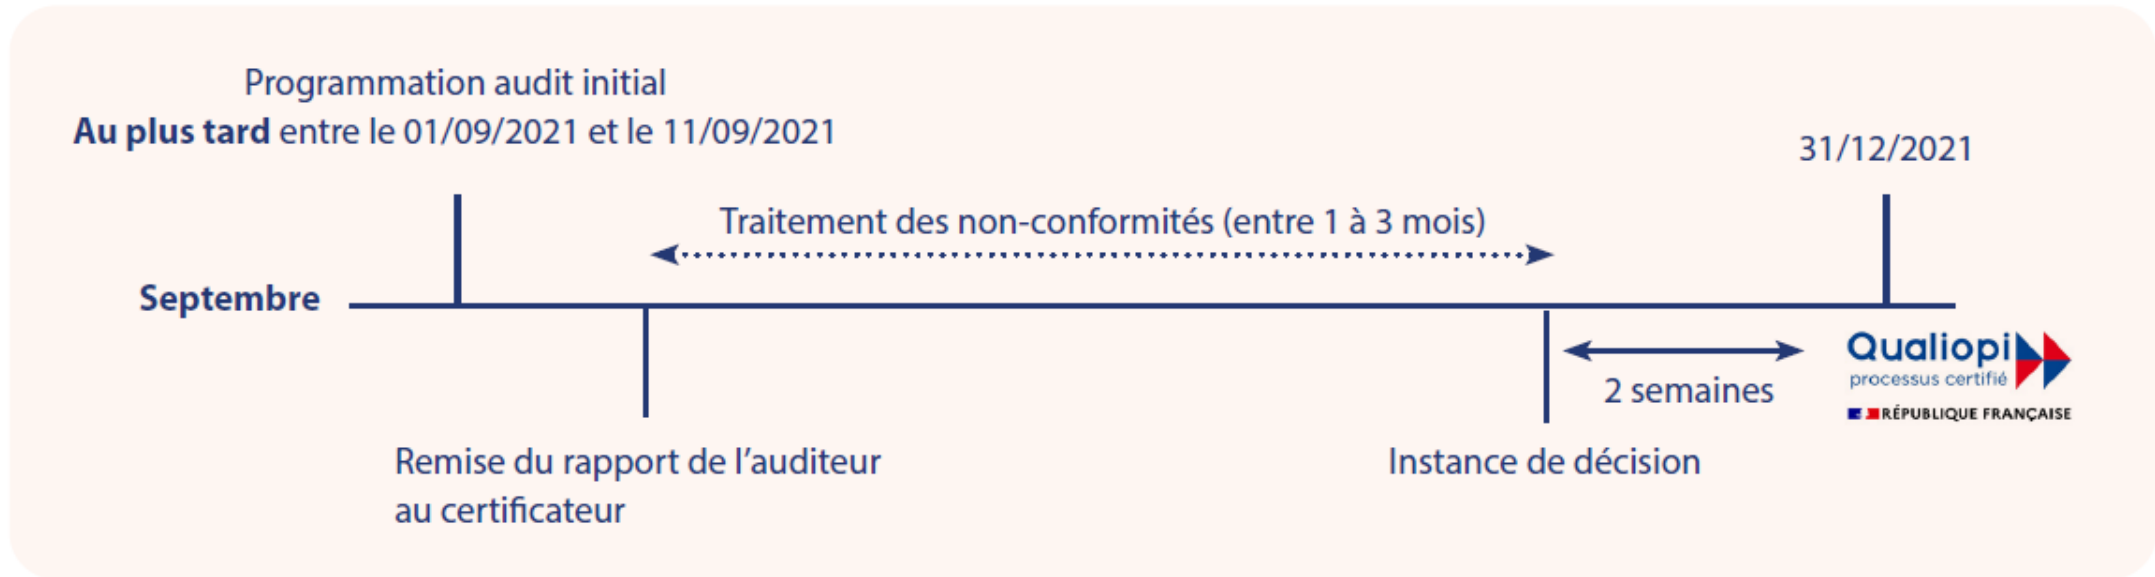 Programmation audit initial
Au plus tard entre le 01/09/2021 et le 11/09/2021
31/12/2021
Traitement des non-conformités (entre 1 à 3 mois)
Septembre
Qualiopi
processus certifié
RÉPUBLIQUE FRANÇAISE
2 semaines
Remise du rapport de l’auditeur
au certificateur
Instance de décision